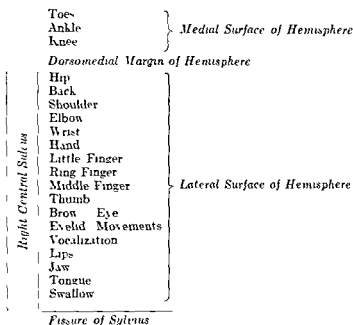 Toes
Ankle
Knee
Medial Surface of Hemisphere
Dorsomedial Margin of Hemisphere
Right Central Sulcus
Hip
Back
Shoulder
Elbow
Wrist
Hand
Little Finger
Ring Finger
Middle Finger
Thumb
Brow Eye
Eyelid Movements
Vocalization
Lips
Jaw
Tongue
Swallow
Lateral Surface of Hemisphere
Fissure of Sylvius